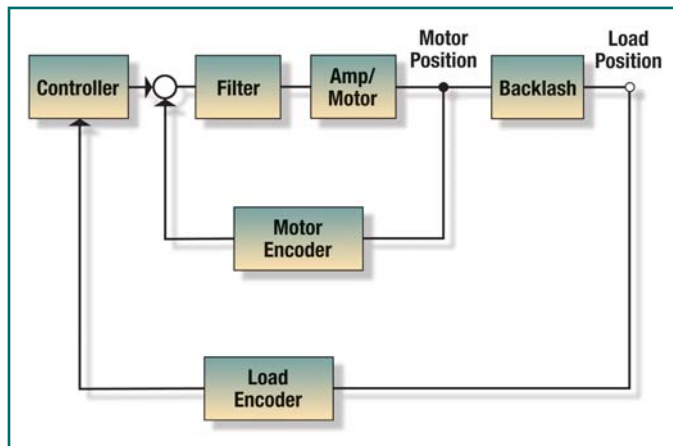 Motor
Position
Load
Position
Controller
Filter
Amp/
Motor
Backlash
Motor
Encoder
Load
Encoder